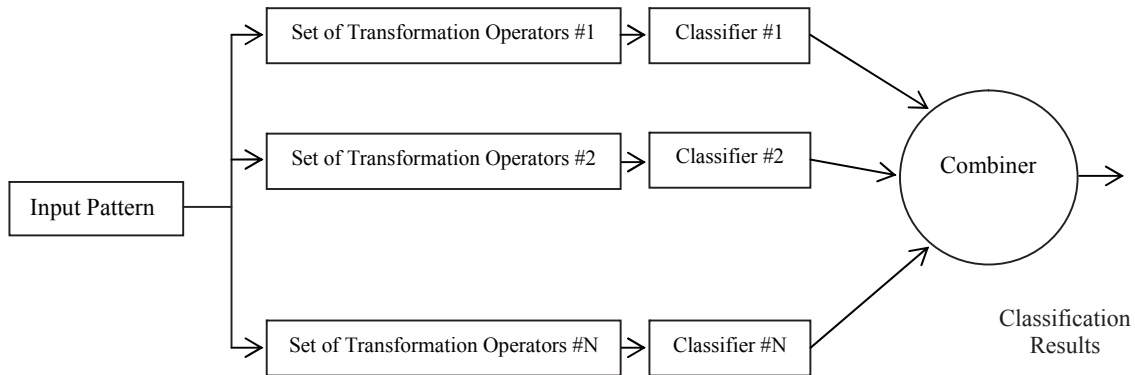 Set of Transformation Operators #1
Classifier #1
Set of Transformation Operators #2
Classifier #2
Combiner
Input Pattern
Set of Transformation Operators #N
Classifier #N
Classification
Results